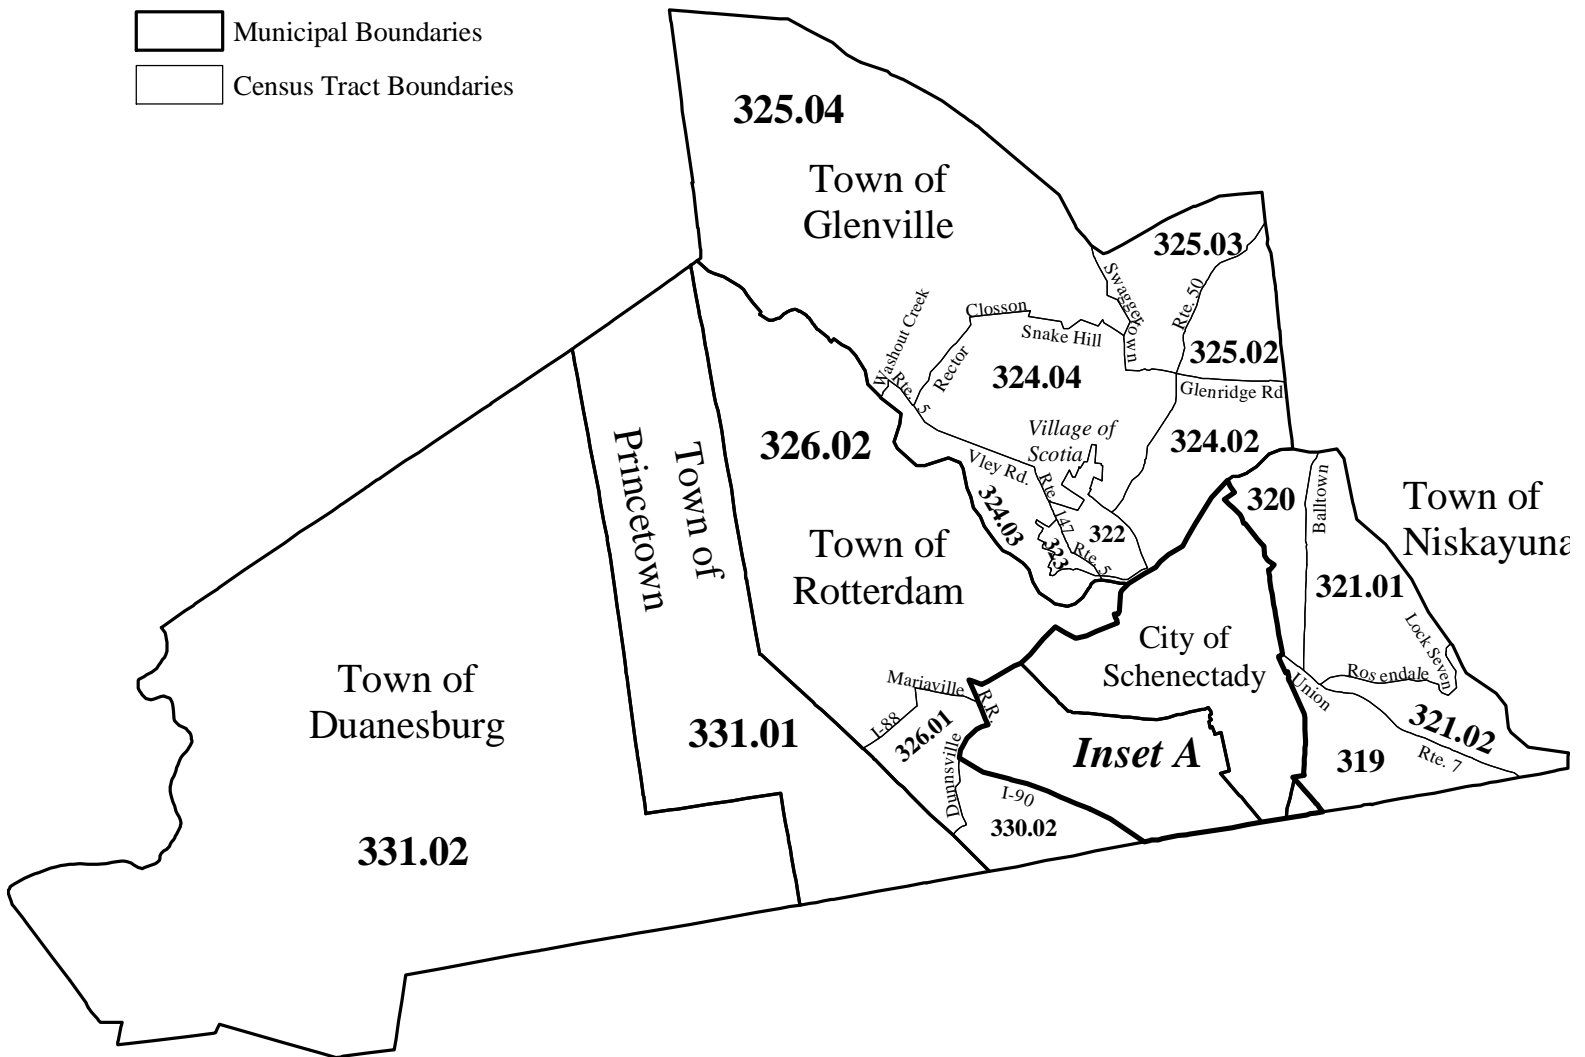 Municipal Boundaries
Census Tract Boundaries
325.04
Town of
Glenville
325.03
Swagger
town
Rte. 50
325.02
Glenridge Rd
Washout Creek
Rte. 5
Rector
Closson
Snake Hill
324.04
324.02
Village of
Scotia
Vley Rd.
Rte. 147
324.03
323
322
Rte. 5
326.02
Town of
Rotterdam
Town of
Princetown
331.01
Town of
Duanesburg
331.02
Mariaville
R.R.
I-88
326.01
Dunnsville
I-90
330.02
City of
Schenectady
Inset A
320
Balltown
Town of
Niskayuna
321.01
Lock Seven
Rosendale
Union
321.02
Rte. 7
319